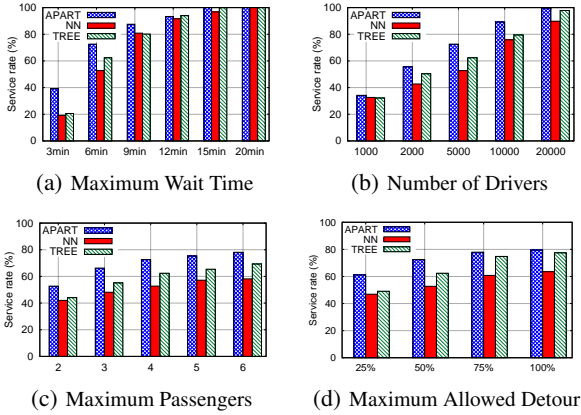 100
80
60
40
20
0
Service rate (%)
APART
NN
TREE
3min 6min 9min 12min 15min 20min
(a) Maximum Wait Time
100
80
60
40
20
0
Service rate (%)
APART
NN
TREE
1000 2000 5000 10000 20000
(b) Number of Drivers
100
80
60
40
20
0
Service rate (%)
APART
NN
TREE
2 3 4 5 6
(c) Maximum Passengers
100
80
60
40
20
0
Service rate (%)
APART
NN
TREE
25% 50% 75% 100%
(d) Maximum Allowed Detour